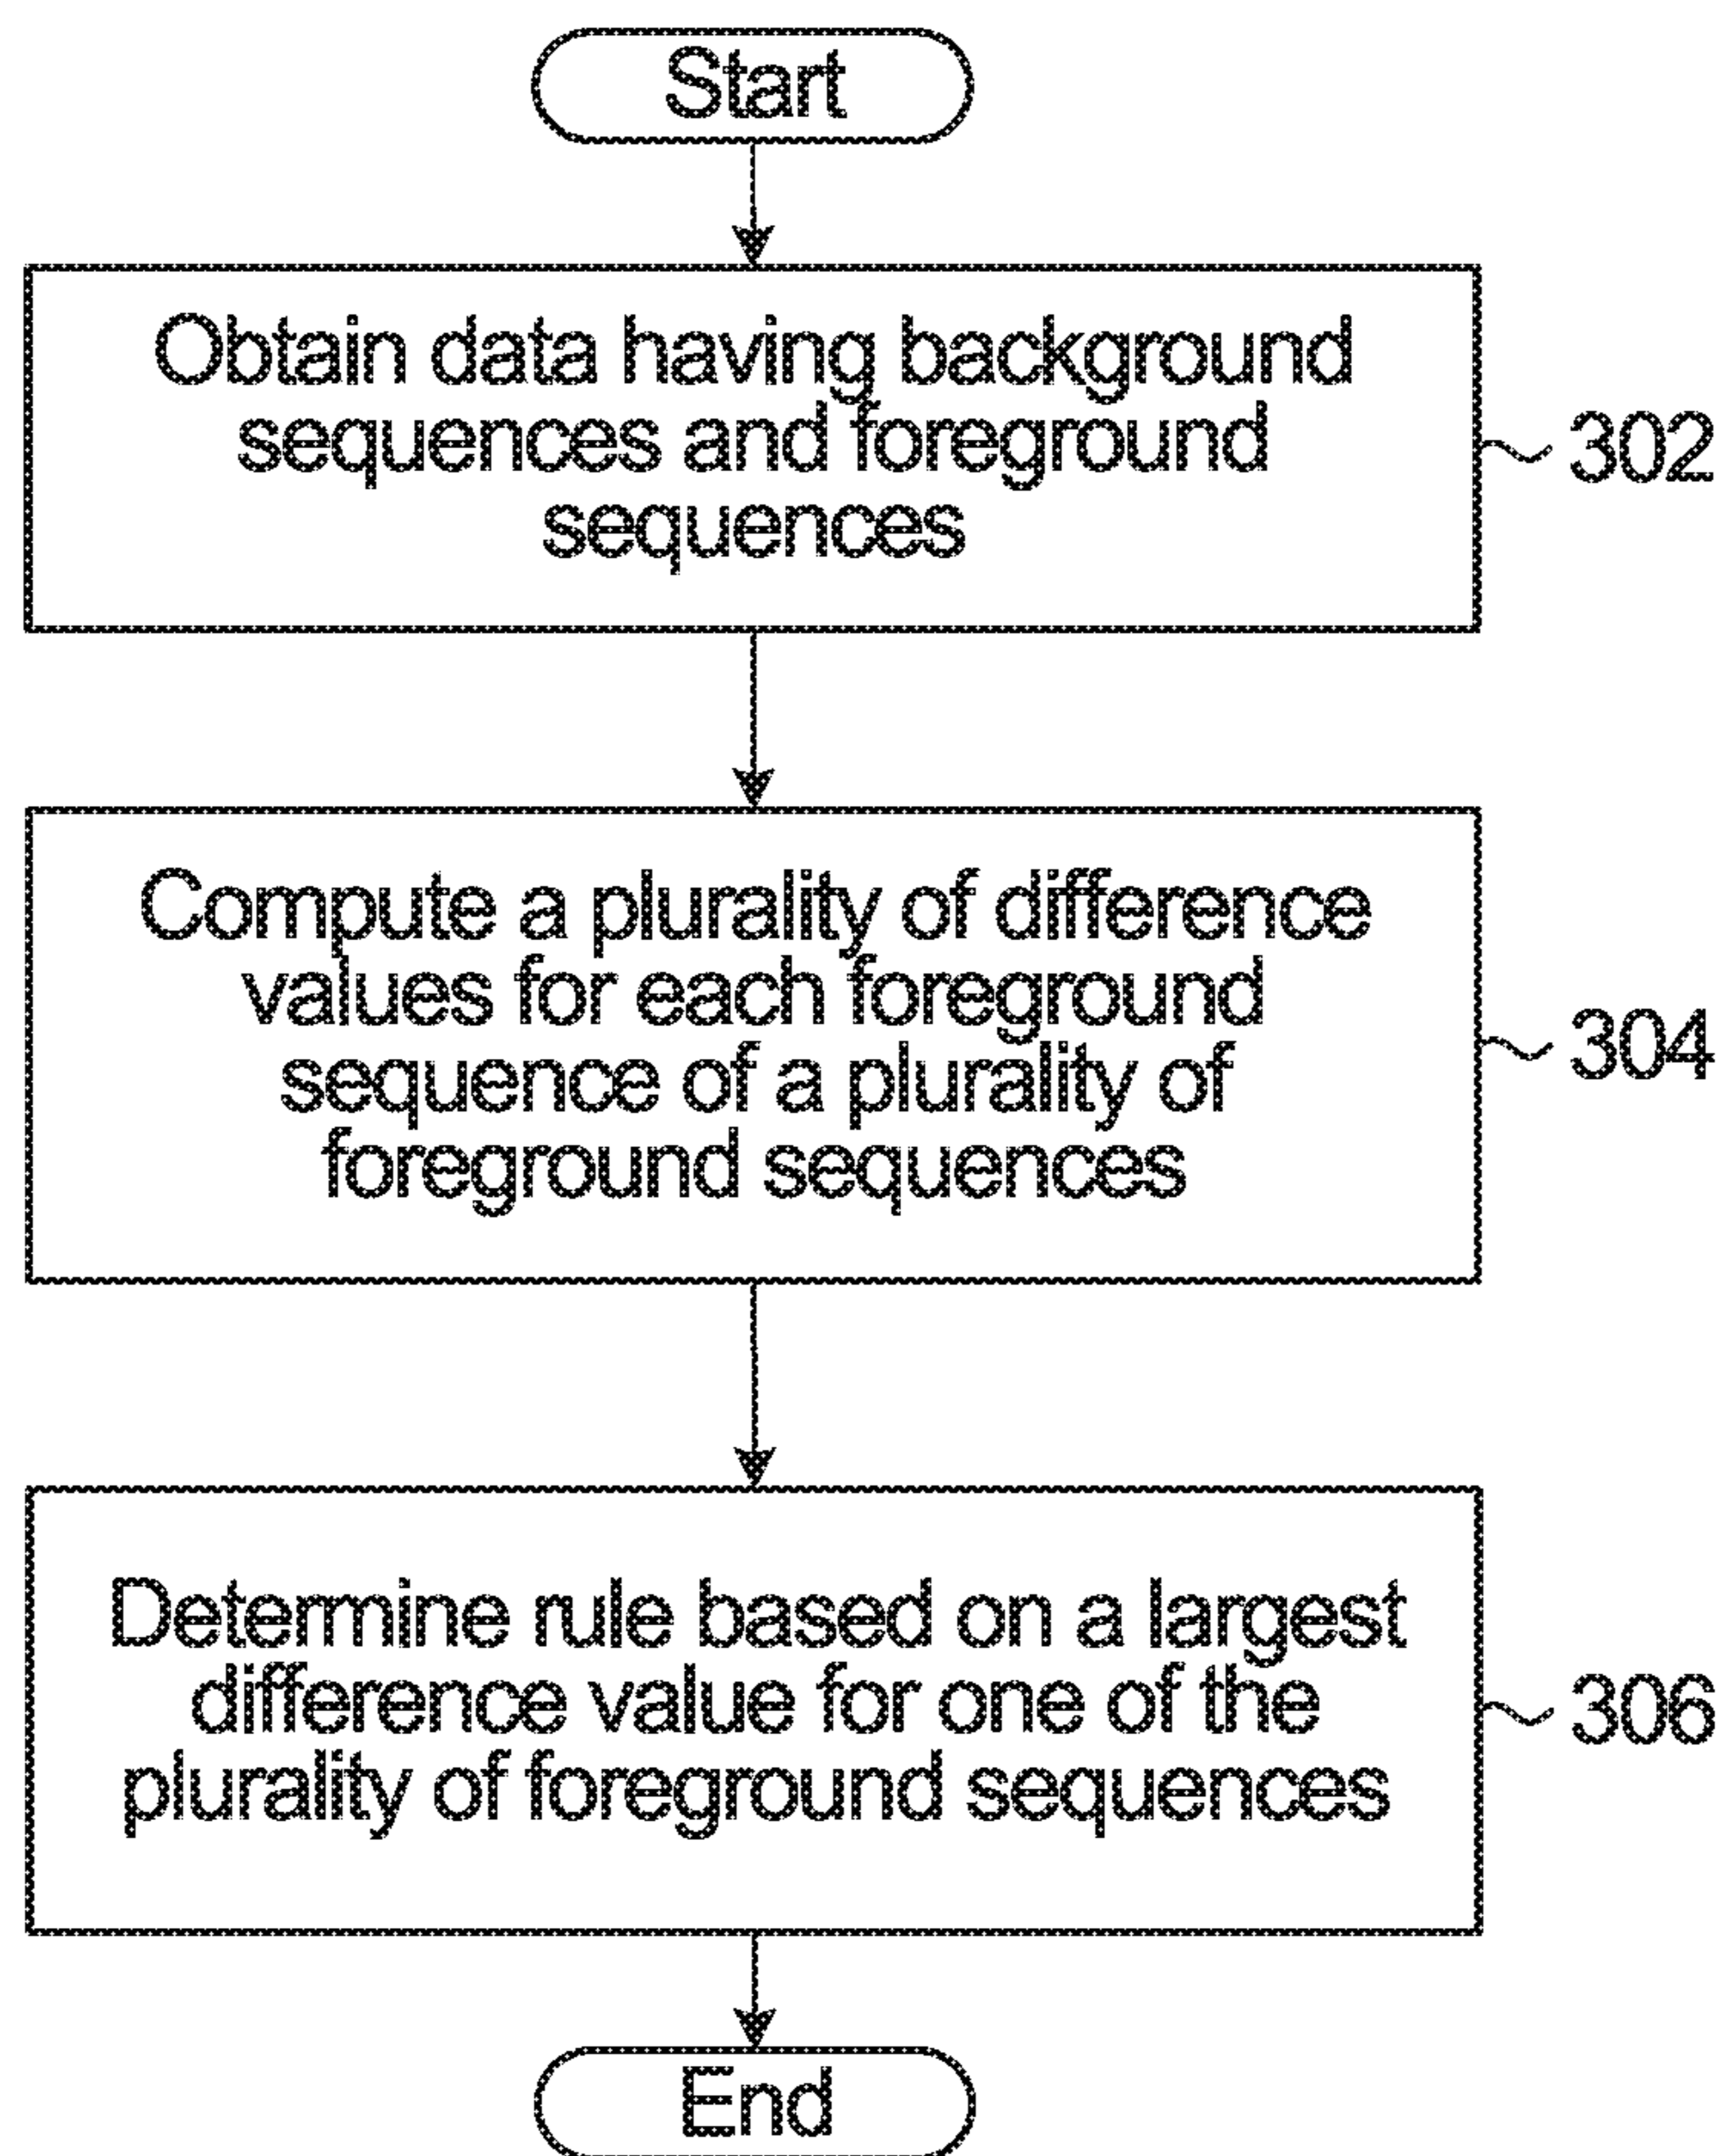 Start
Obtain data having background
sequences and foreground
sequences
302
Compute a plurality of difference
values for each foreground
sequence of a plurality of
foreground sequences
304
Determine rule based on a largest
difference value for one of the
plurality of foreground sequences
306
End